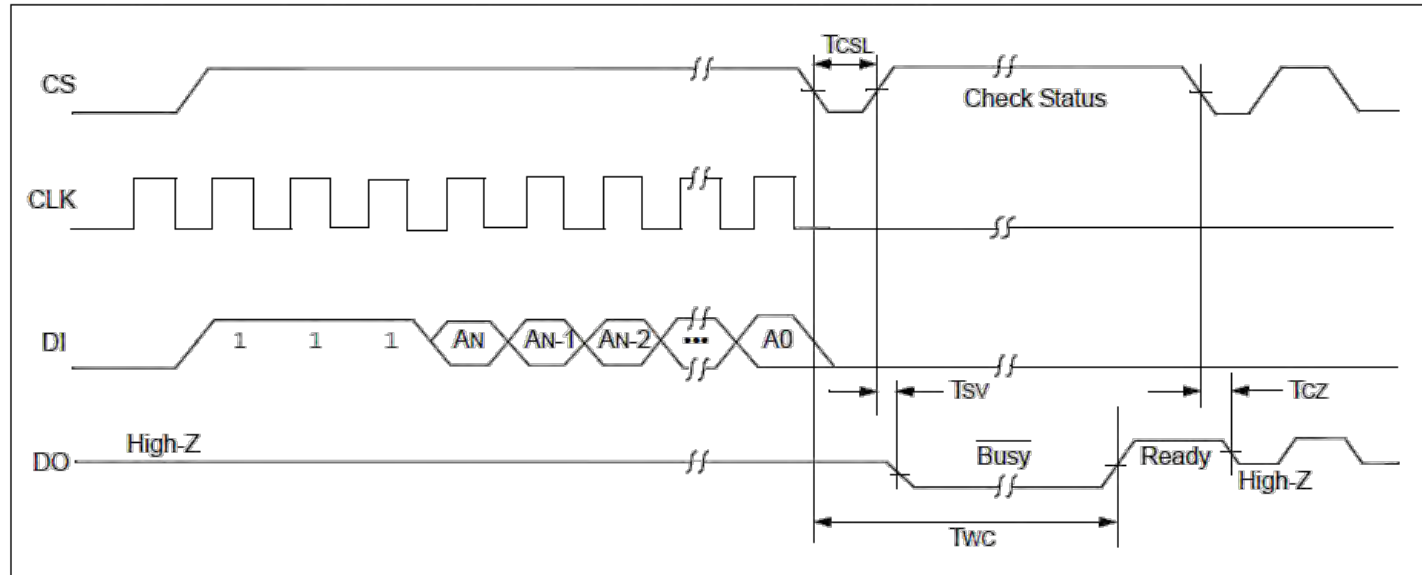 TCSL
CS
Check Status
CLK
DI
1 1 1 AN AN-1 AN-2 ••• A0
TSV
TCZ
High-Z
DO
Busy
Ready
High-Z
TWC